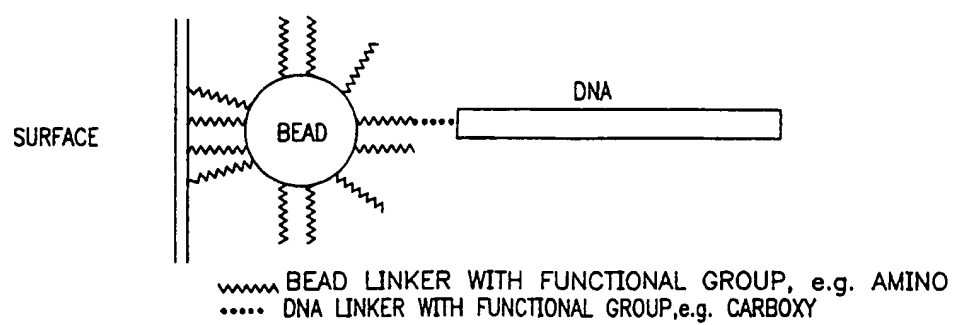 DNA
SURFACE
BEAD
BEAD LINKER WITH FUNCTIONAL GROUP, e.g. AMINO
DNA LINKER WITH FUNCTIONAL GROUP,e.g. CARBOXY